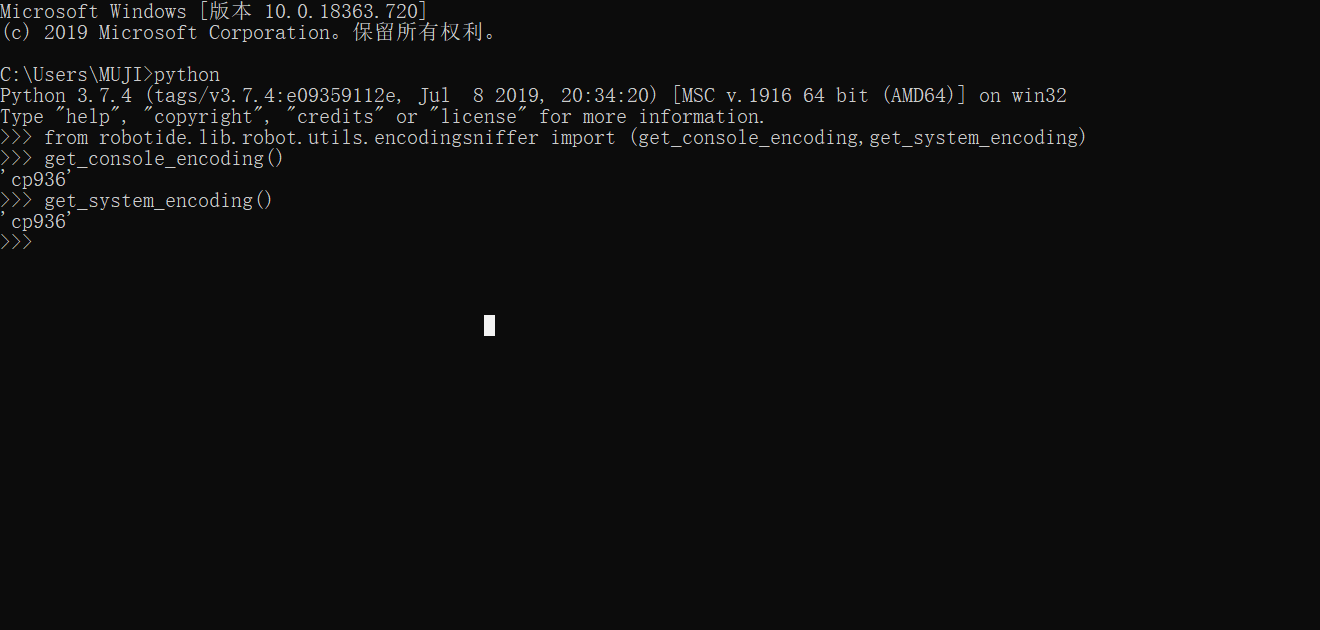 Microsoft Windows [版本 10.0.18363.720]
(c) 2019 Microsoft Corporation。保留所有权利。
C:\Users\MUJI>python
Python 3.7.4 (tags/v3.7.4:e09359112e, Jul  8 2019, 20:34:20) [MSC v.1916 64 bit (AMD64)] on win32
Type "help", "copyright", "credits" or "license" for more information.
>>> from robotide.lib.robot.utils.encodingsniffer import (get_console_encoding,get_system_encoding)
>>> get_console_encoding()
'cp936'
>>> get_system_encoding()
'cp936'
>>>